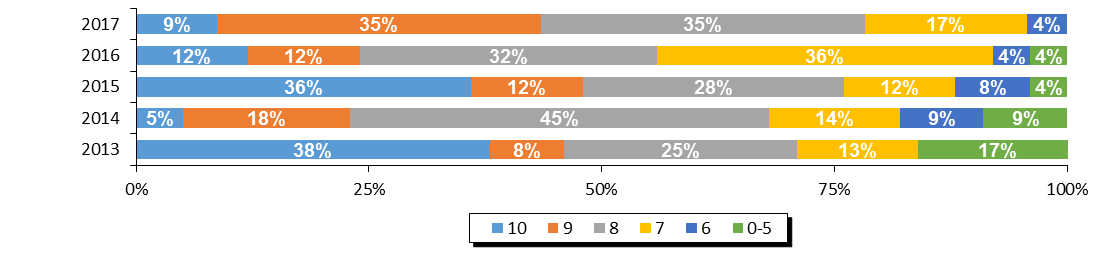 2017 9% 35% 35% 17% 4%
2016 12% 12% 32% 36% 4% 4%
2015 36% 12% 28% 12% 8% 4%
2014 5% 18% 45% 14% 9% 9%
2013 38% 8% 25% 13% 17%
0% 25% 50% 75% 100%
10 9 8 7 6 0-5